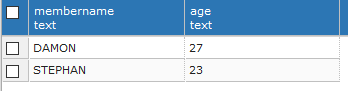 membername age
text text
DAMON 27
STEPHAN 23